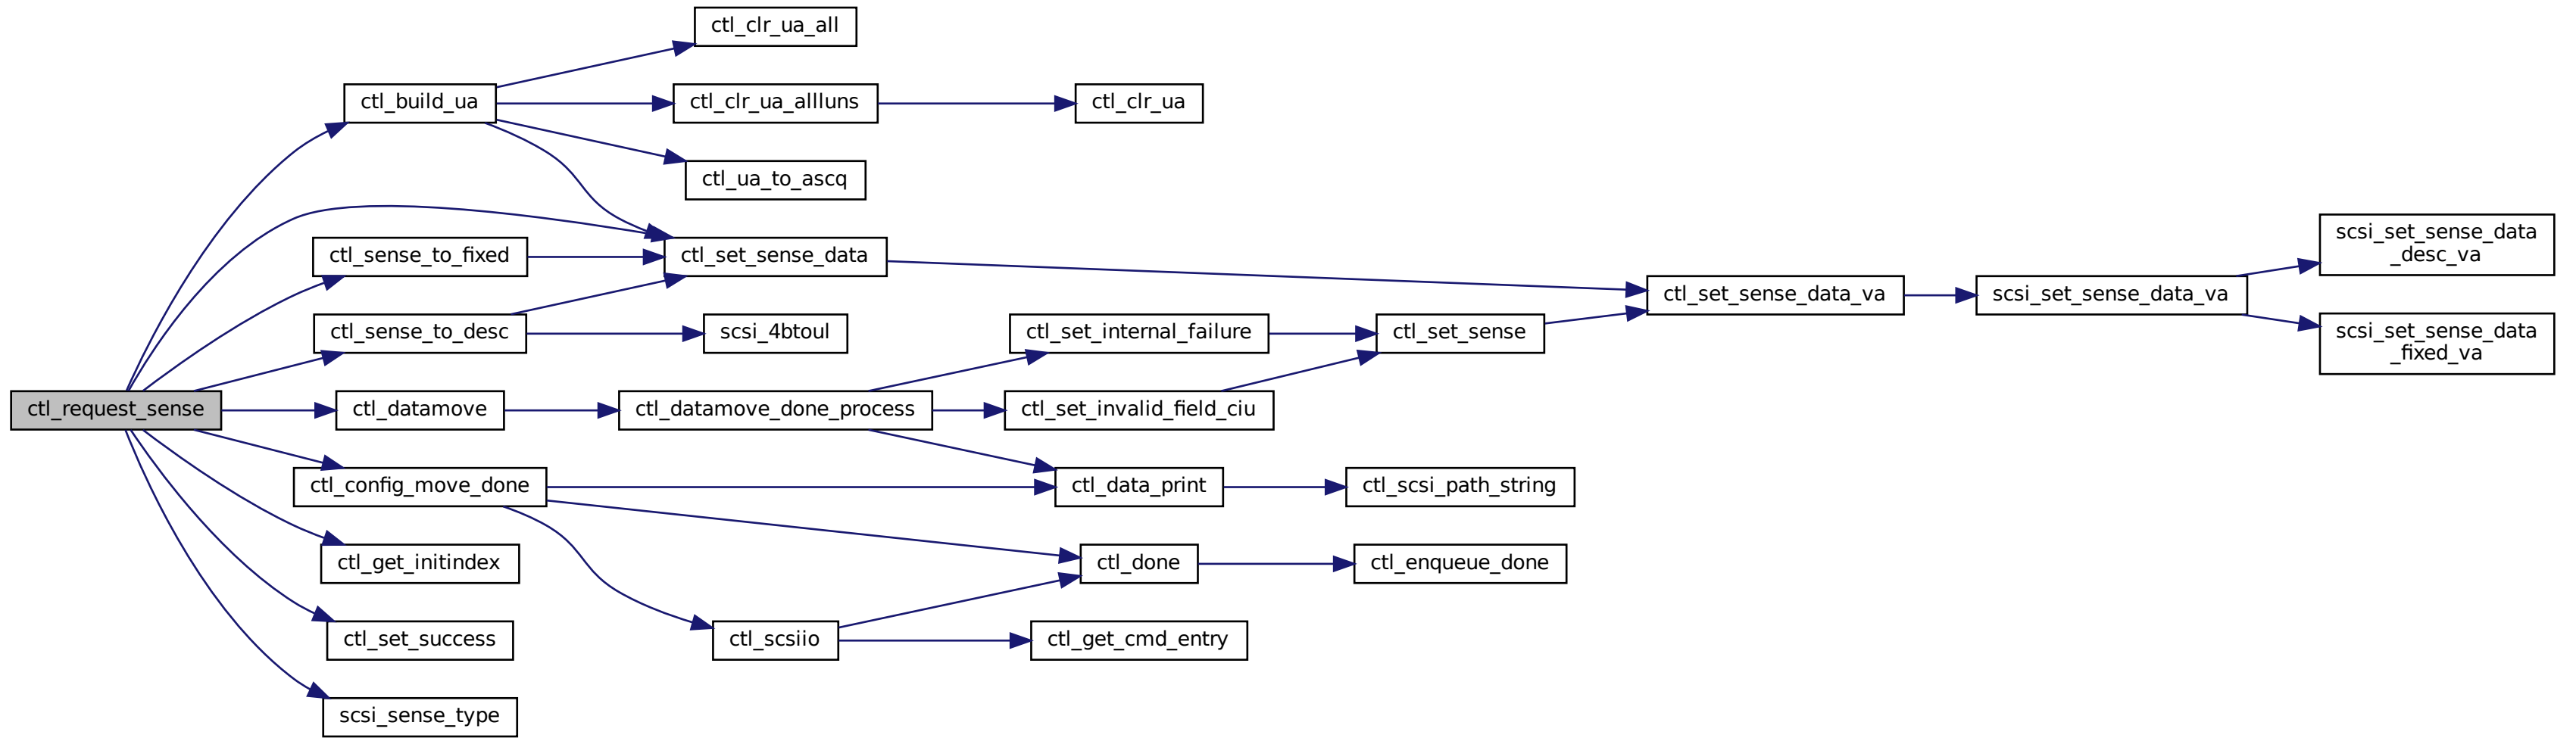 ctl_clr_ua_all
ctl_build_ua
ctl_clr_ua_allluns
ctl_clr_ua
ctl_ua_to_ascq
ctl_sense_to_fixed
ctl_set_sense_data
scsi_set_sense_data
_desc_va
ctl_set_sense_data_va
scsi_set_sense_data_va
ctl_sense_to_desc
scsi_4btoul
ctl_set_internal_failure
ctl_set_sense
scsi_set_sense_data
_fixed_va
ctl_request_sense
ctl_datamove
ctl_datamove_done_process
ctl_set_invalid_field_ciu
ctl_config_move_done
ctl_data_print
ctl_scsi_path_string
ctl_get_initindex
ctl_done
ctl_enqueue_done
ctl_set_success
ctl_scsiio
ctl_get_cmd_entry
scsi_sense_type